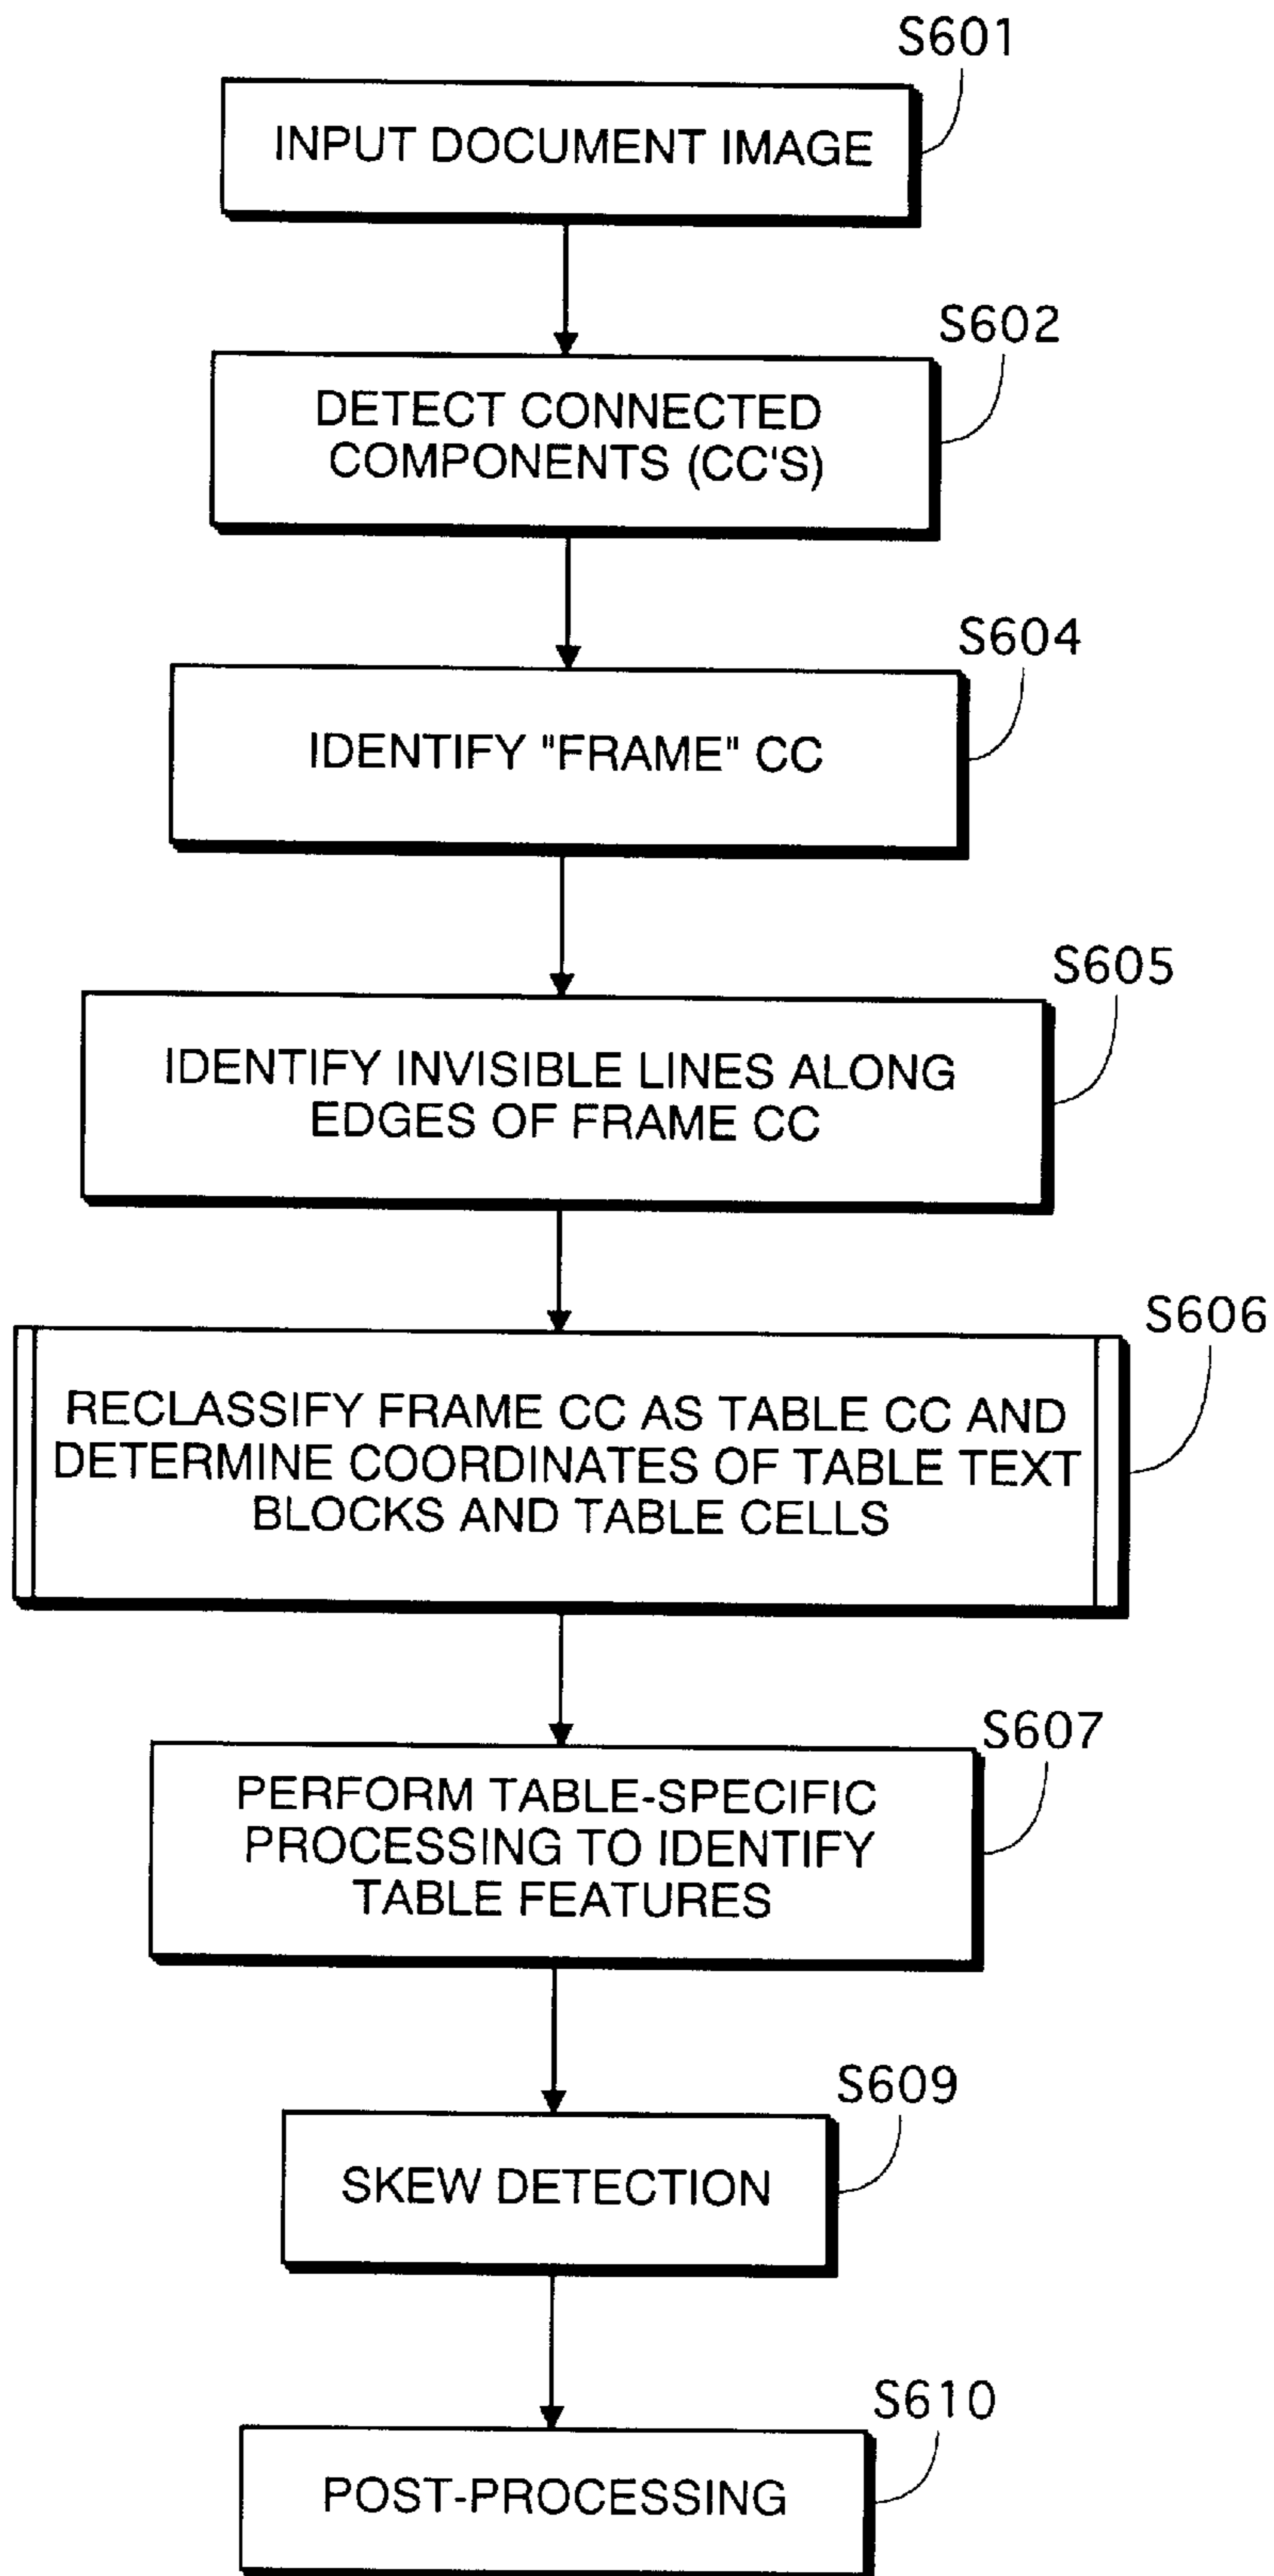 S601
INPUT DOCUMENT IMAGE
S602
DETECT CONNECTED
COMPONENTS (CC'S)
S604
IDENTIFY "FRAME" CC
S605
IDENTIFY INVISIBLE LINES ALONG
EDGES OF FRAME CC
S606
RECLASSIFY FRAME CC AS TABLE CC AND
DETERMINE COORDINATES OF TABLE TEXT
BLOCKS AND TABLE CELLS
S607
PERFORM TABLE-SPECIFIC
PROCESSING TO IDENTIFY
TABLE FEATURES
S609
SKEW DETECTION
S610
POST-PROCESSING